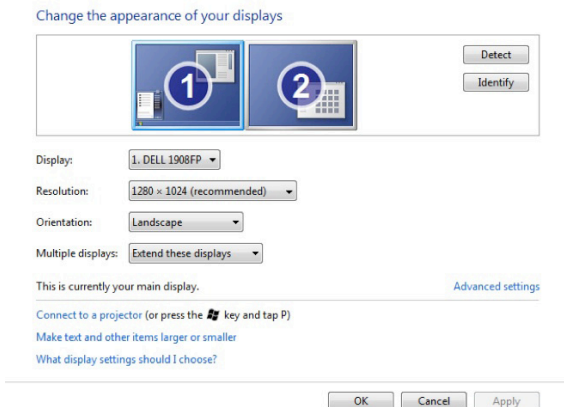 Change the appearance of your displays
1
2
Detect
Identify
Display:
1. DELL 1908FP
Resolution:
1280 × 1024 (recommended)
Orientation:
Landscape
Multiple displays:
Extend these displays
This is currently your main display.
Advanced settings
Connect to a projector (or press the key and tap P)
Make text and other items larger or smaller
What display settings should I choose?
OK
Cancel
Apply